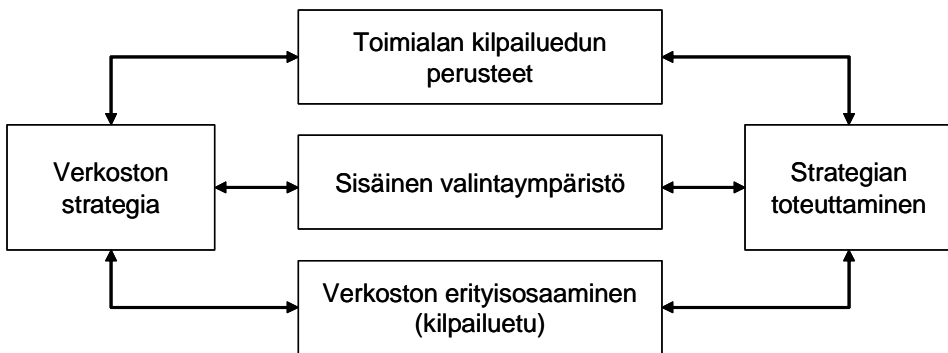 Toimialan kilpailuedun
perusteet
Verkoston
strategia
Sisäinen valintaympäristö
Strategian
toteuttaminen
Verkoston erityisosaaminen
(kilpailuetu)